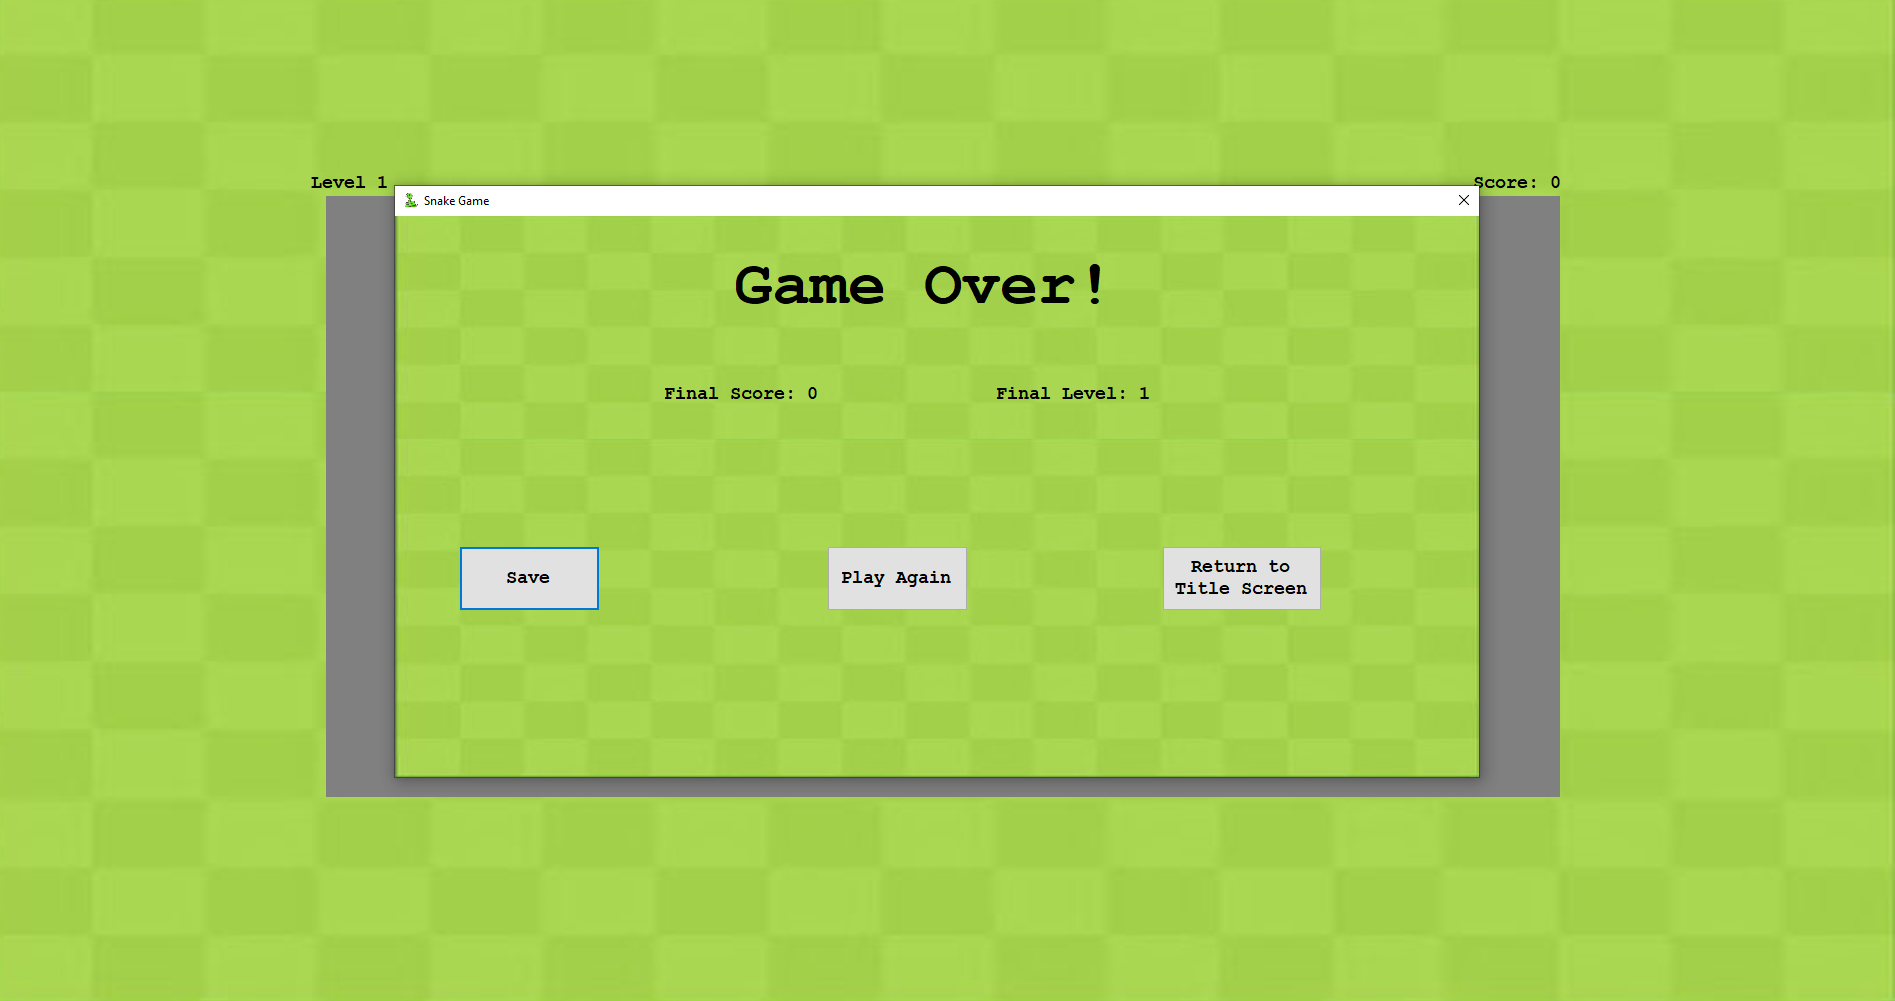 Level 1
Score: 0
Snake Game
Game Over!
Final Score: 0
Final Level: 1
Save
Play Again
Return to
Title Screen